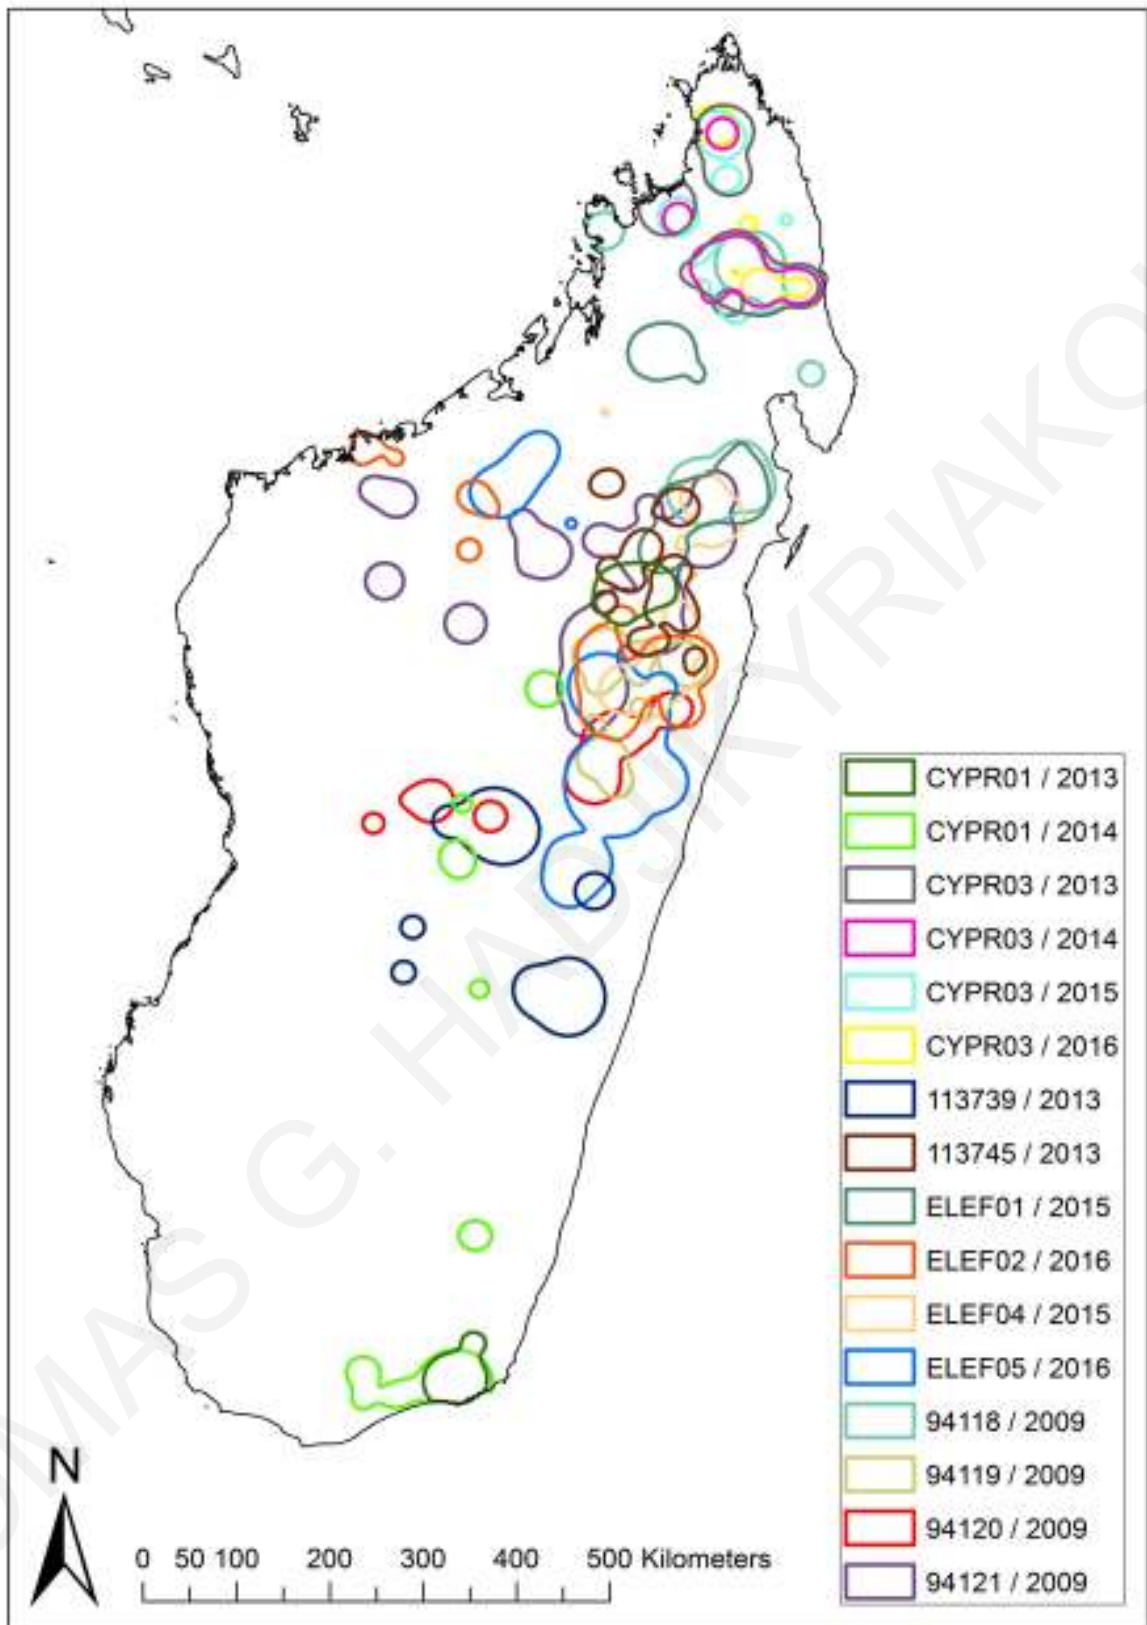 CYPR01 / 2013
CYPR01 / 2014
CYPR03 / 2013
CYPR03 / 2014
CYPR03 / 2015
CYPR03 / 2016
113739 / 2013
113745 / 2013
ELEF01 / 2015
ELEF02 / 2016
ELEF04 / 2015
ELEF05 / 2016
94118 / 2009
94119 / 2009
94120 / 2009
94121 / 2009
N
0 50 100 200 300 400 500 Kilometers
OMAS G. HADJIKYRIAKOU